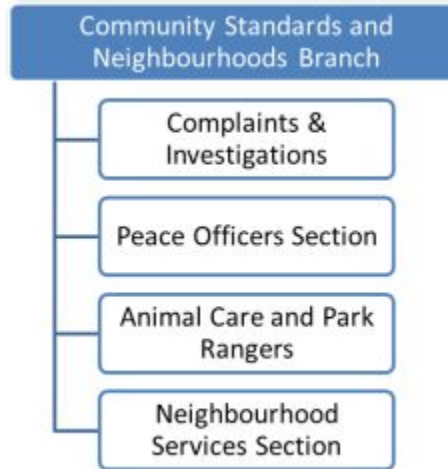 Community Standards and
Neighbourhoods Branch
Complaints &
Investigations
Peace Officers Section
Animal Care and Park
Rangers
Neighbourhood
Services Section